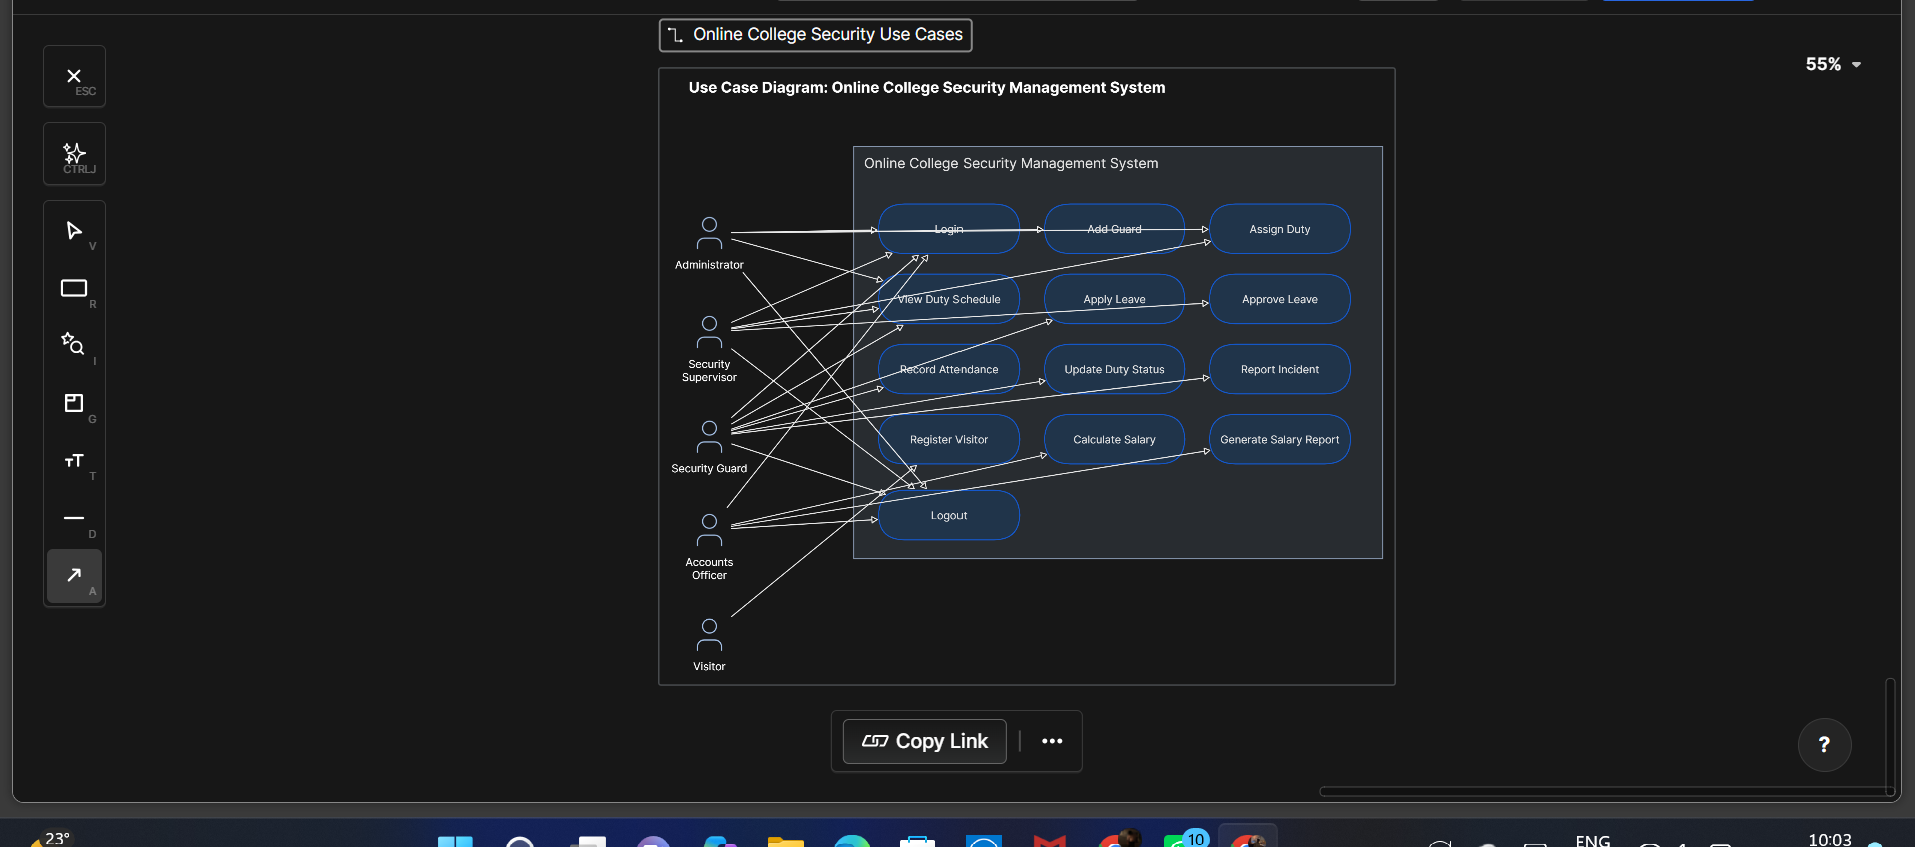 Online College Security Use Cases
ESC
55%
Use Case Diagram: Online College Security Management System
CTRLJ
Online College Security Management System
V
Login
Add Guard
Assign Duty
Administrator
R
View Duty Schedule
Apply Leave
Approve Leave
I
Security
Supervisor
Record Attendance
Update Duty Status
Report Incident
G
Register Visitor
Calculate Salary
Generate Salary Report
Security Guard
TT
T
Logout
D
Accounts
Officer
A
Visitor
Copy Link
?
23°
10
ENG
10:03